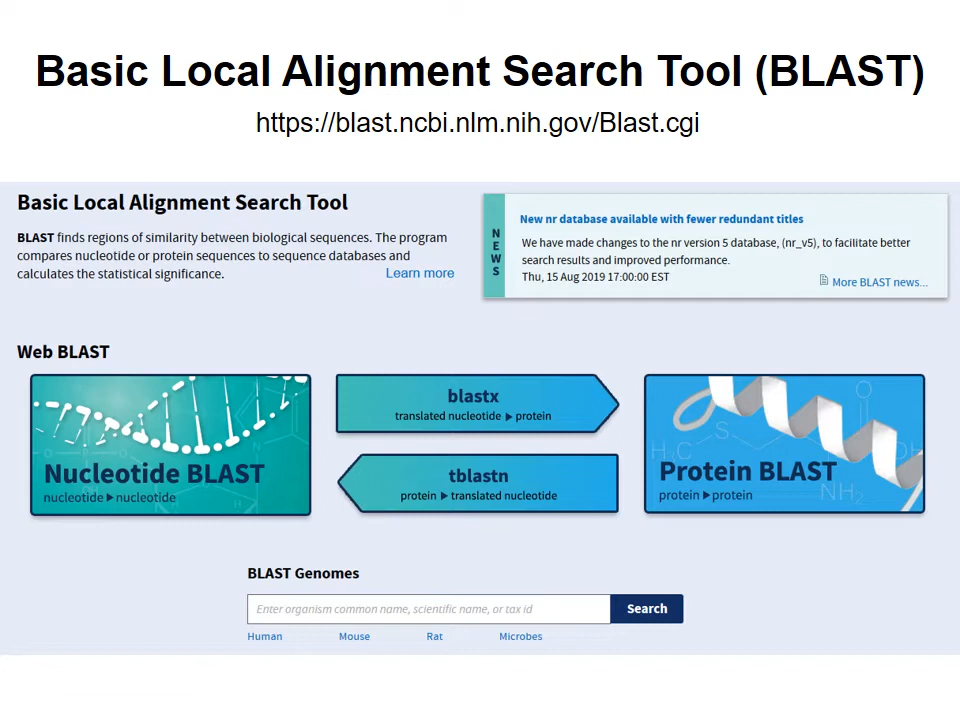 Basic Local Alignment Search Tool (BLAST)
https://blast.ncbi.nlm.nih.gov/Blast.cgi
Basic Local Alignment Search Tool
BLAST finds regions of similarity between biological sequences. The program
compares nucleotide or protein sequences to sequence databases and
calculates the statistical significance.
Learn more
NEWS
New nr database available with fewer redundant titles
We have made changes to the nr version 5 database, (nr_v5), to facilitate better
search results and improved performance.
Thu, 15 Aug 2019 17:00:00 EST
More BLAST news...
Web BLAST
Nucleotide BLAST
nucleotide ▶ nucleotide
blastx
translated nucleotide ▶ protein
tblastn
protein ▶ translated nucleotide
H₃C
S
O
OH
NH₂
Protein BLAST
protein ▶ protein
BLAST Genomes
Enter organism common name, scientific name, or tax id
Search
Human
Mouse
Rat
Microbes